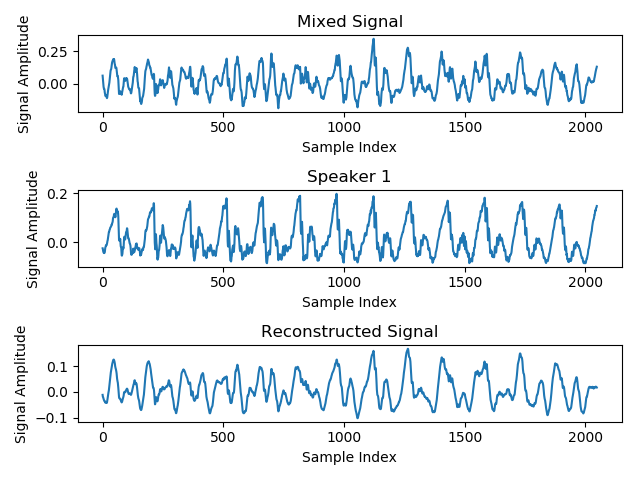 Mixed Signal
Signal Amplitude
0.25
0.00
0 500 1000 1500 2000
Sample Index
Speaker 1
Signal Amplitude
0.2
0.0
0 500 1000 1500 2000
Sample Index
Reconstructed Signal
Signal Amplitude
0.1
0.0
−0.1
0 500 1000 1500 2000
Sample Index